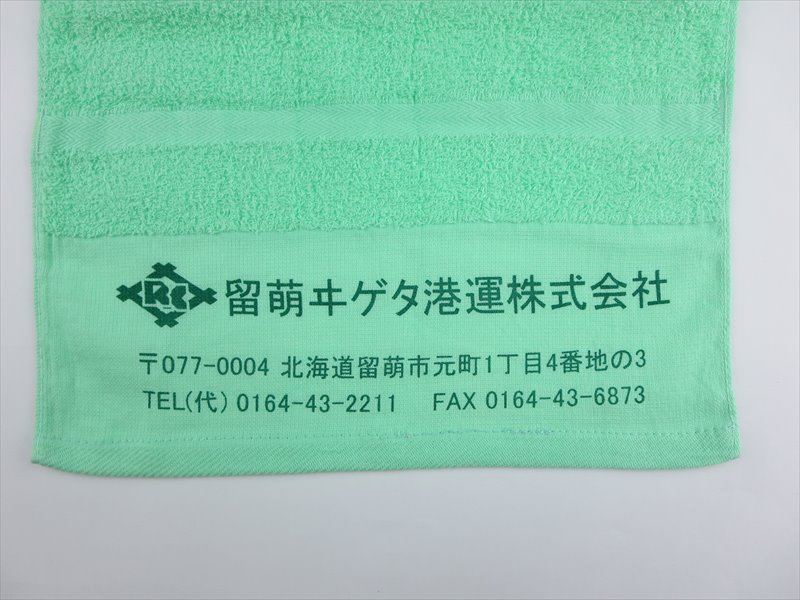 RK 留萌ヰゲタ港運株式会社
〒077-0004 北海道留萌市元町1丁目4番地の3
TEL(代) 0164-43-2211 FAX 0164-43-6873